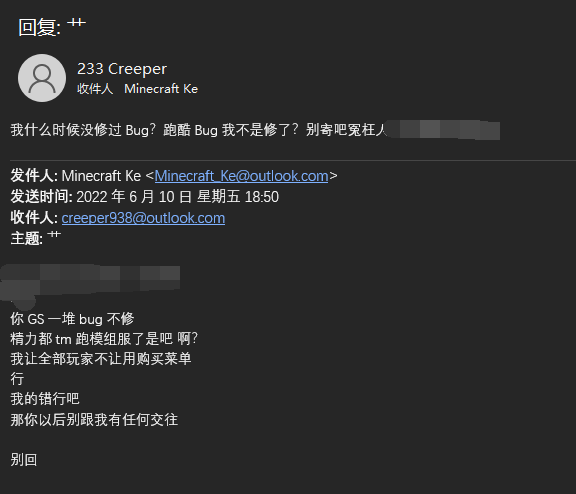 回复: 艹
233 Creeper
收件人 Minecraft Ke
我什么时候没修过 Bug？跑酷 Bug 我不是修了？别寄吧冤枉人
发件人: Minecraft Ke <Minecraft_Ke@outlook.com>
发送时间: 2022 年 6 月 10 日 星期五 18:50
收件人: creeper938@outlook.com
主题: 艹
你 GS 一堆 bug 不修
精力都 tm 跑模组服了是吧 啊？
我让全部玩家不让用购买菜单
行
我的错行吧
那你以后别跟我有任何交往
别回